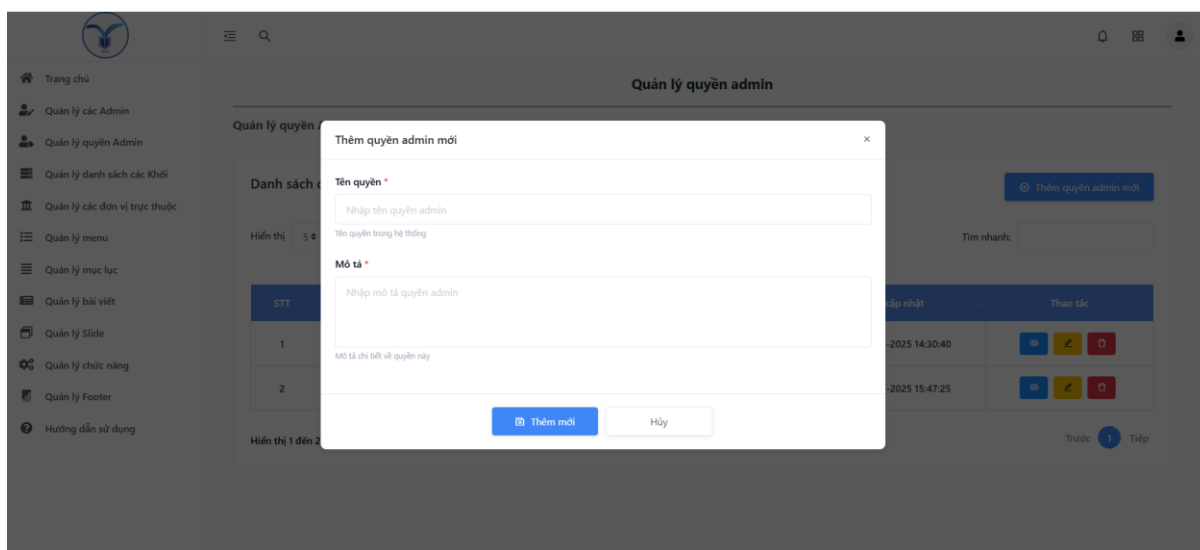 Trang chủ
Quản lý các Admin
Quản lý quyền Admin
Quản lý danh sách các Khối
Quản lý các đơn vị trực thuộc
Quản lý menu
Quản lý mục lục
Quản lý bài viết
Quản lý Slide
Quản lý chức năng
Quản lý Footer
Hướng dẫn sử dụng
Quản lý quyền admin
Quản lý quyền
Danh sách
Thêm quyền admin mới
Hiển thị 5
Tìm nhanh:
STT
cập nhật
Thao tác
1
-2025 14:30:40
2
-2025 15:47:25
Hiển thị 1 đến 2
Trước 1 Tiếp
Thêm quyền admin mới
×
Tên quyền *
Nhập tên quyền admin
Tên quyền trong hệ thống
Mô tả *
Nhập mô tả quyền admin
Mô tả chi tiết về quyền này
Thêm mới
Hủy